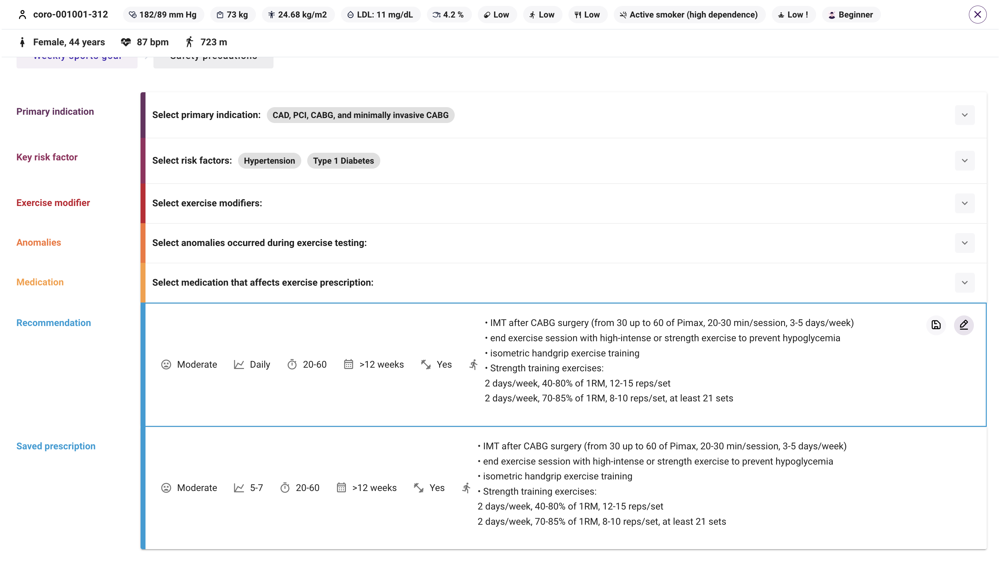 coro-001001-312 182/89 mm Hg 73 kg 24.68 kg/m2 LDL: 11 mg/dL 4.2 % Low Low Low Active smoker (high dependence) Low ! Beginner
Female, 44 years 87 bpm 723 m
Weekly sports goal Safety precautions
Primary indication Select primary indication: CAD, PCI, CABG, and minimally invasive CABG
Key risk factor Select risk factors: Hypertension Type 1 Diabetes
Exercise modifier Select exercise modifiers:
Anomalies Select anomalies occurred during exercise testing:
Medication Select medication that affects exercise prescription:
Recommendation
Moderate Daily 20-60 >12 weeks Yes
• IMT after CABG surgery (from 30 up to 60 of Pimax, 20-30 min/session, 3-5 days/week)
• end exercise session with high-intense or strength exercise to prevent hypoglycemia
• isometric handgrip exercise training
• Strength training exercises:
2 days/week, 40-80% of 1RM, 12-15 reps/set
2 days/week, 70-85% of 1RM, 8-10 reps/set, at least 21 sets
Saved prescription
Moderate 5-7 20-60 >12 weeks Yes
• IMT after CABG surgery (from 30 up to 60 of Pimax, 20-30 min/session, 3-5 days/week)
• end exercise session with high-intense or strength exercise to prevent hypoglycemia
• isometric handgrip exercise training
• Strength training exercises:
2 days/week, 40-80% of 1RM, 12-15 reps/set
2 days/week, 70-85% of 1RM, 8-10 reps/set, at least 21 sets